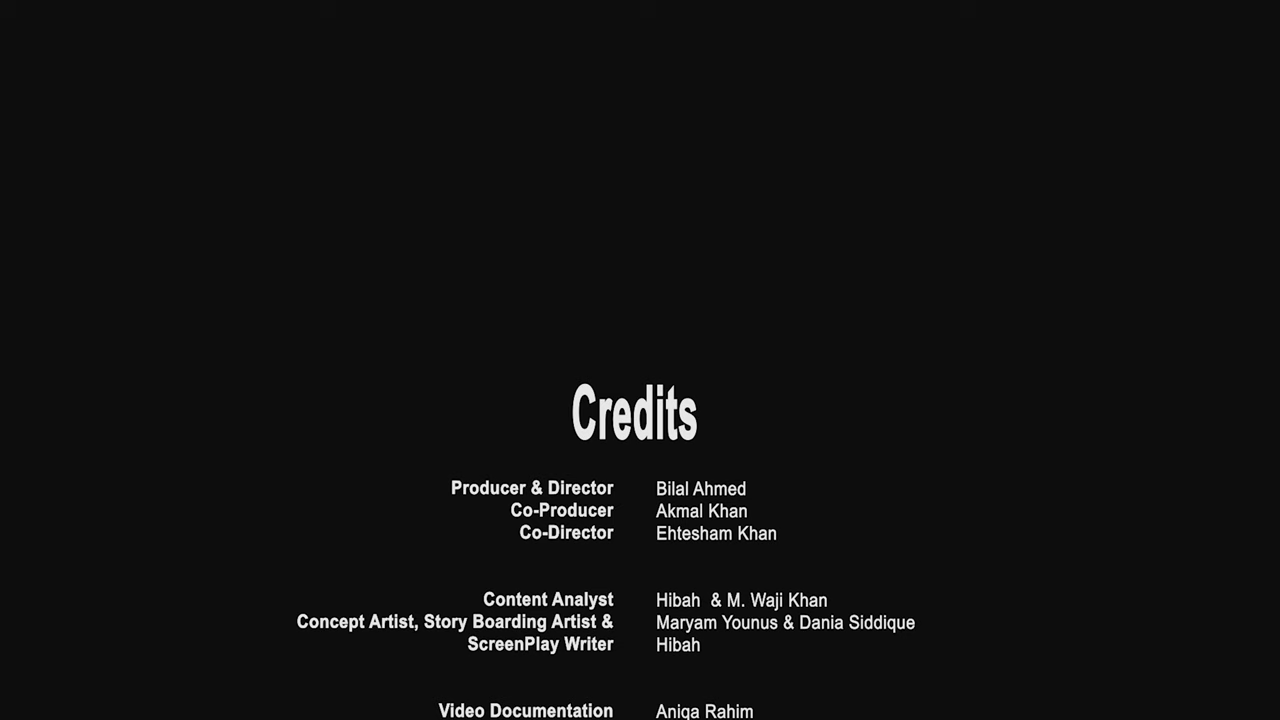 Credits
Producer & Director Bilal Ahmed
Co-Producer Akmal Khan
Co-Director Ehtesham Khan
Content Analyst Hibah & M. Waji Khan
Concept Artist, Story Boarding Artist & Maryam Younus & Dania Siddique
ScreenPlay Writer Hibah
Video Documentation Aniqa Rahim